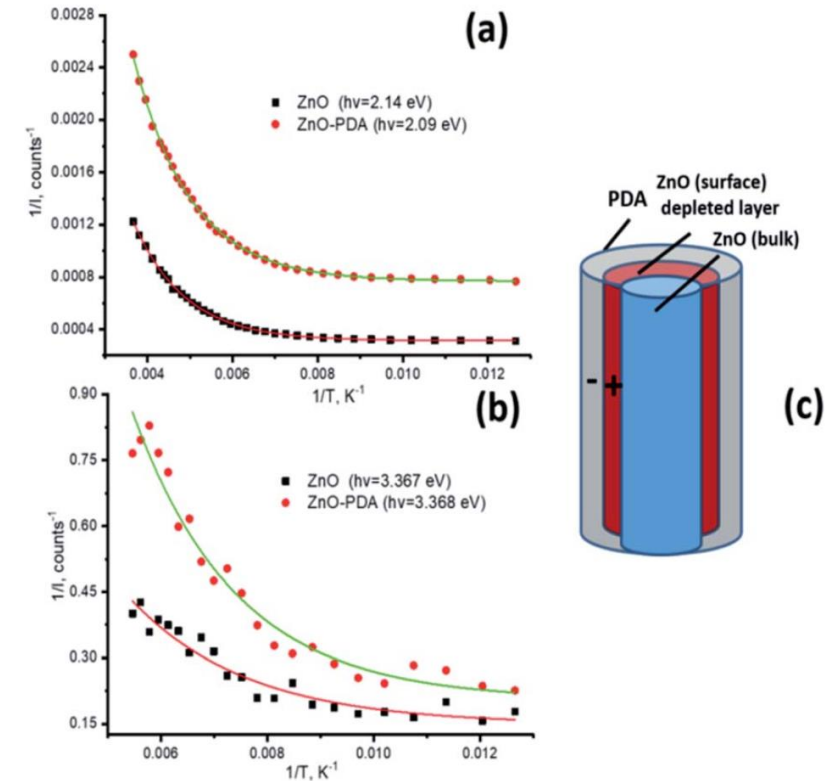 (a)
0.0028
0.0024
0.0020
0.0016
0.0012
0.0008
0.0004
1/I, counts⁻¹
ZnO (hv=2.14 eV)
ZnO-PDA (hv=2.09 eV)
0.004 0.006 0.008 0.010 0.012
1/T, K⁻¹
(b)
0.90
0.75
0.60
0.45
0.30
0.15
1/I, counts⁻¹
ZnO (hv=3.367 eV)
ZnO-PDA (hv=3.368 eV)
0.006 0.008 0.010 0.012
1/T, K⁻¹
PDA
ZnO (surface)
depleted layer
ZnO (bulk)
- +
(c)